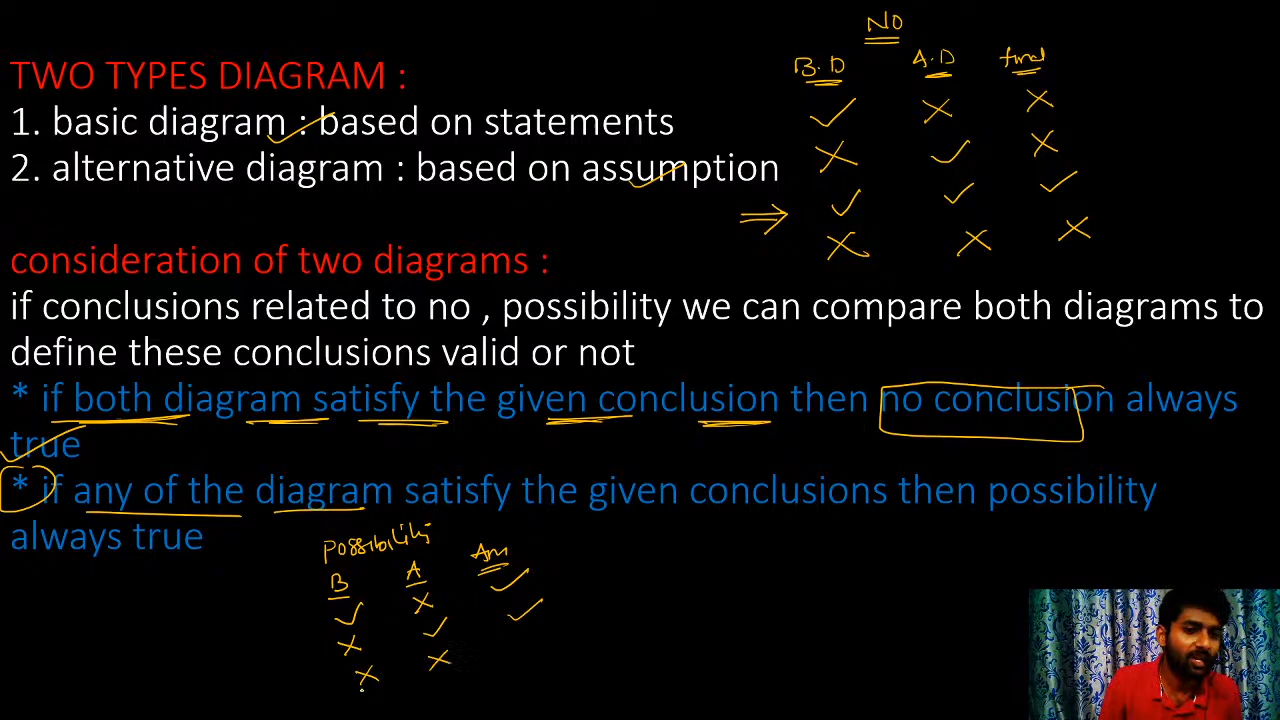 NO
B.D A.D final
TWO TYPES DIAGRAM :
1. basic diagram : based on statements
2. alternative diagram : based on assumption
consideration of two diagrams :
if conclusions related to no , possibility we can compare both diagrams to
define these conclusions valid or not
* if both diagram satisfy the given conclusion then no conclusion always
true
* if any of the diagram satisfy the given conclusions then possibility
always true
possibility
B A Ans